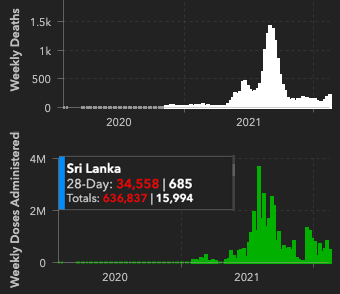 Weekly Deaths
1.5k
1k
500
0
2020
2021
Weekly Doses Administered
4M
2M
0
Sri Lanka
28-Day: 34,558 | 685
Totals: 636,837 | 15,994
2020
2021